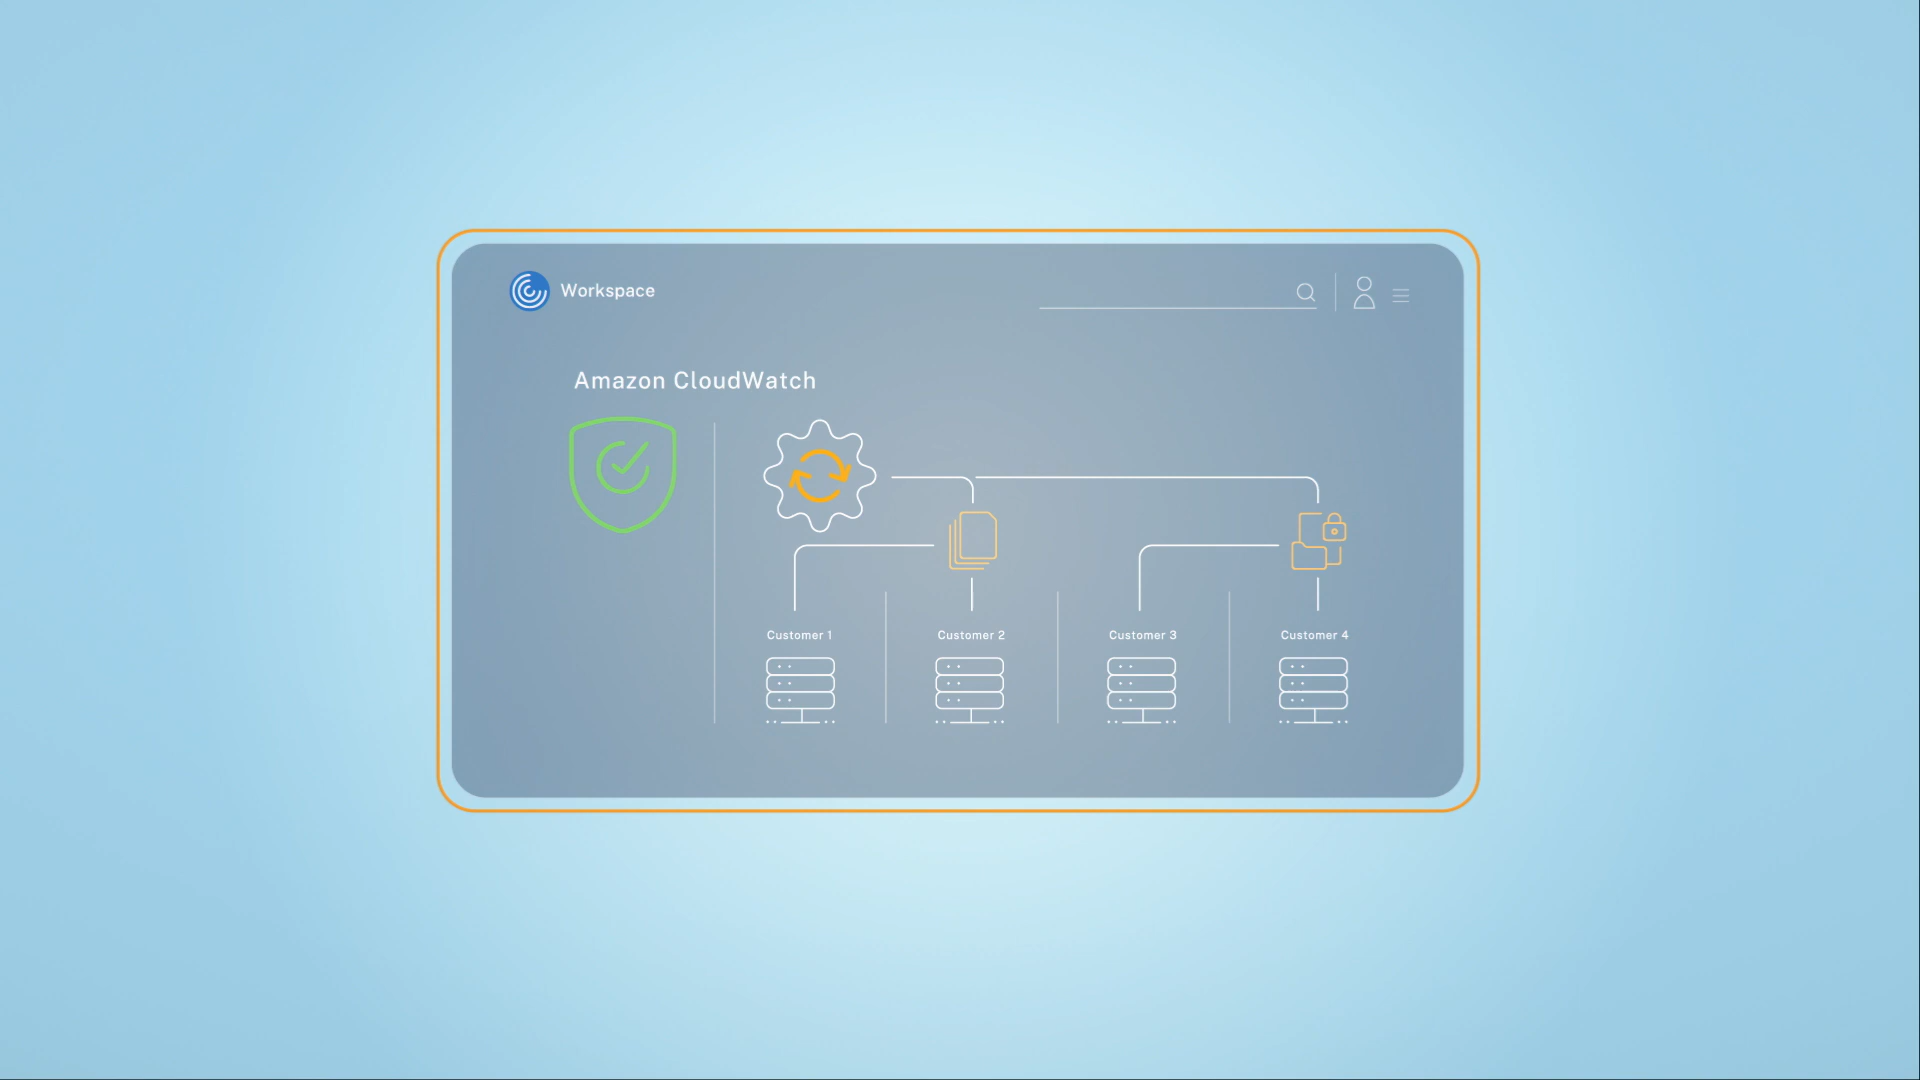 Workspace
Amazon CloudWatch
Customer 1
Customer 2
Customer 3
Customer 4